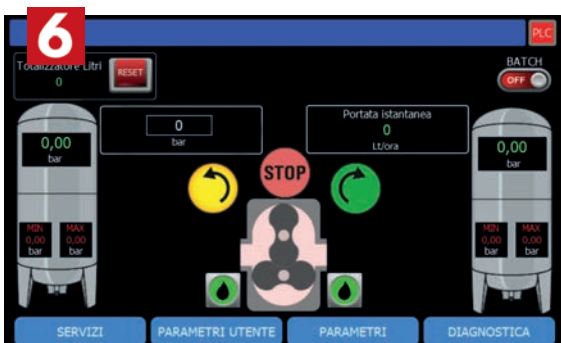 6
PLC
Totalizzatore Litri
0
RESET
BATCH
OFF
0
bar
Portata istantanea
0
Lt/ora
0,00
bar
0,00
bar
STOP
MIN
0,00
bar
MAX
0,00
bar
MIN
0,00
bar
MAX
0,00
bar
SERVIZI
PARAMETRI UTENTE
PARAMETRI
DIAGNOSTICA